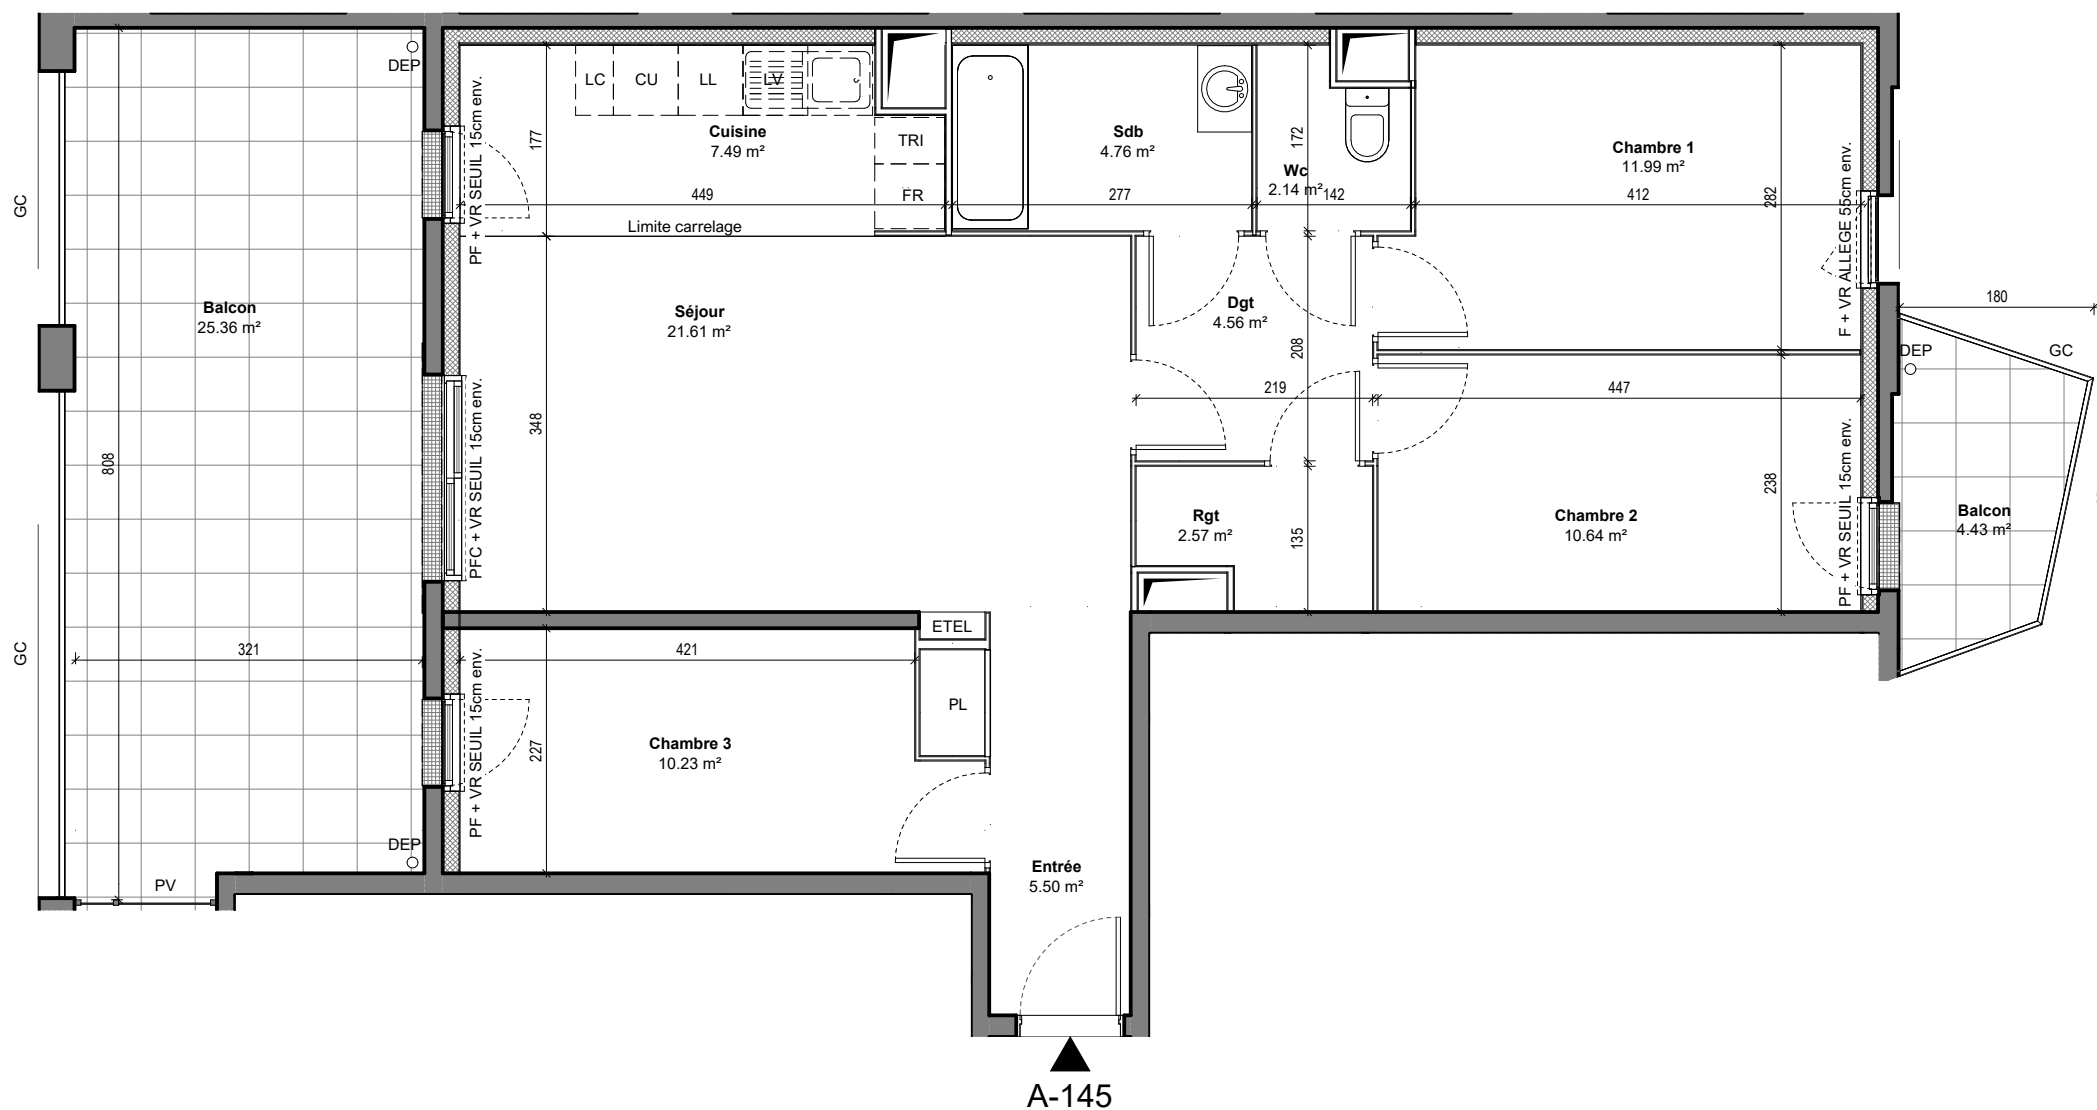 DEP
LC
CU
LL
LV
Cuisine
7.49 m²
TRI
FR
Sdb
4.76 m²
Wc
2.14 m²
Chambre 1
11.99 m²
177
172
282
449
277
142
412
Limite carrelage
PF + VR SEUIL 15cm env.
F + VR ALLEGE 55cm env.
GC
Balcon
25.36 m²
Séjour
21.61 m²
Dgt
4.56 m²
180
DEP
GC
208
219
447
808
348
PFC + VR SEUIL 15cm env.
238
PF + VR SEUIL 15cm env.
Rgt
2.57 m²
135
Chambre 2
10.64 m²
Balcon
4.43 m²
GC
321
421
ETEL
PL
PF + VR SEUIL 15cm env.
227
Chambre 3
10.23 m²
DEP
PV
Entrée
5.50 m²
A-145